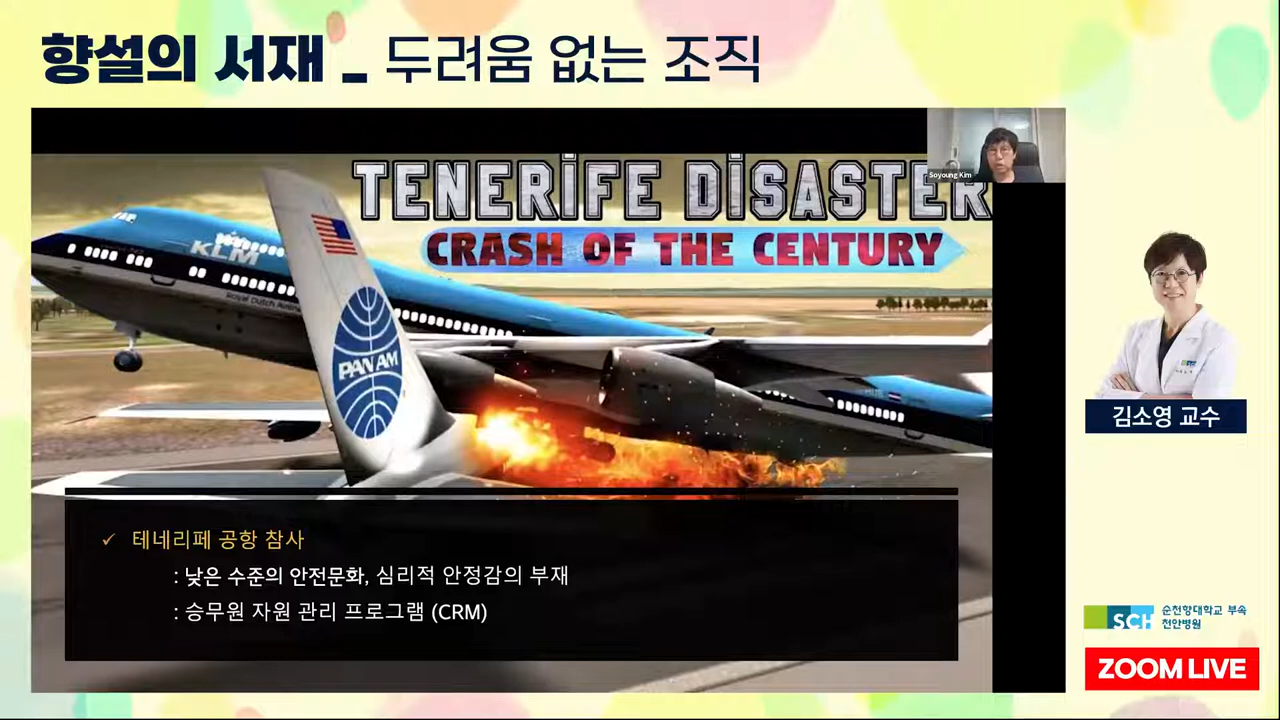 향설의 서재 _ 두려움 없는 조직
TENERIFE DISASTER
CRASH OF THE CENTURY
Soyoung Kim
KLM
Royal Dutch Airlines
PAN AM
✓ 테네리페 공항 참사
: 낮은 수준의 안전문화, 심리적 안정감의 부재
: 승무원 자원 관리 프로그램 (CRM)
김소영 교수
SCH 순천향대학교 부속
천안병원
ZOOM LIVE